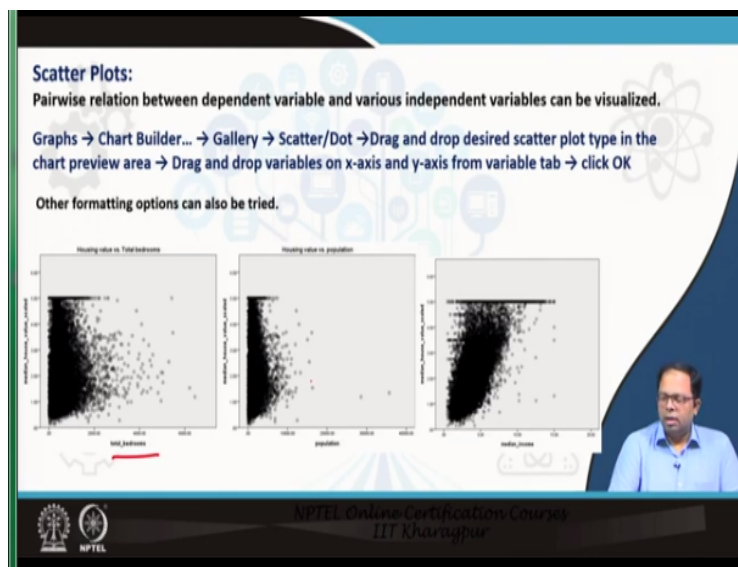 Scatter Plots:
Pairwise relation between dependent variable and various independent variables can be visualized.
Graphs → Chart Builder... → Gallery → Scatter/Dot →Drag and drop desired scatter plot type in the
chart preview area → Drag and drop variables on x-axis and y-axis from variable tab → click OK
Other formatting options can also be tried.
Housing value vs. Total bedrooms
Housing value vs. population
median_house_value_scaled
median_house_value_scaled
median_house_value_scaled
total_bedrooms
population
median_income
NPTEL
NPTEL Online Certification Courses
IIT Kharagpur